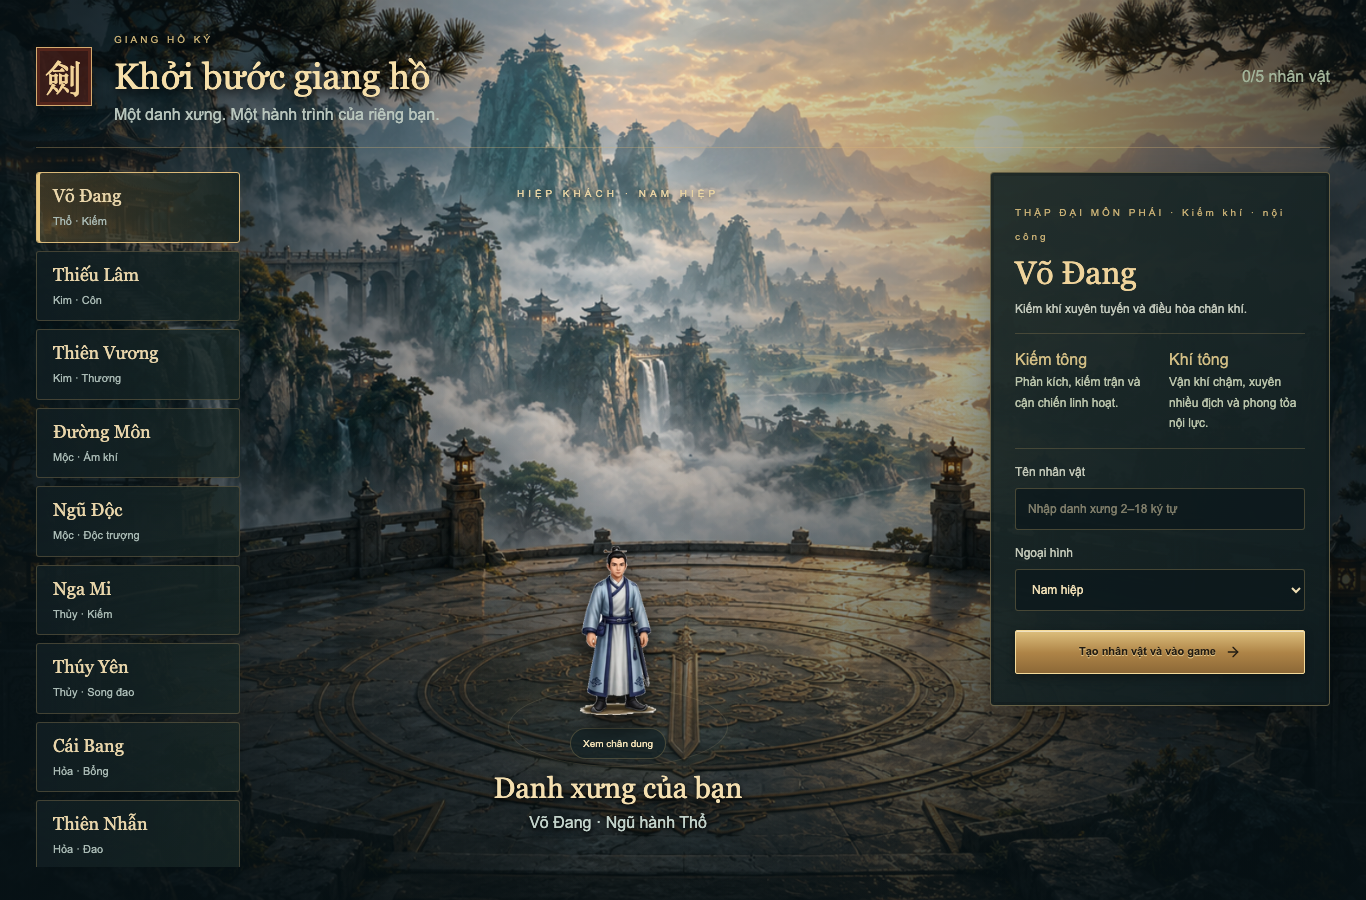 GIANG HỒ KÝ
劍
Khởi bước giang hồ
Một danh xưng. Một hành trình của riêng bạn.
0/5 nhân vật
Võ Đang
Thổ · Kiếm
Thiếu Lâm
Kim · Côn
Thiên Vương
Kim · Thương
Đường Môn
Mộc · Ám khí
Ngũ Độc
Mộc · Độc trượng
Nga Mi
Thủy · Kiếm
Thúy Yên
Thủy · Song đao
Cái Bang
Hỏa · Bổng
Thiên Nhẫn
Hỏa · Đao
HIỆP KHÁCH · NAM HIỆP
Xem chân dung
Danh xưng của bạn
Võ Đang · Ngũ hành Thổ
THẬP ĐẠI MÔN PHÁI · Kiếm khí · nội
công
Võ Đang
Kiếm khí xuyên tuyến và điều hòa chân khí.
Kiếm tông
Phản kích, kiếm trận và
cận chiến linh hoạt.
Khí tông
Vận khí chậm, xuyên
nhiều địch và phong tỏa
nội lực.
Tên nhân vật
Nhập danh xưng 2–18 ký tự
Ngoại hình
Nam hiệp
Tạo nhân vật và vào game →